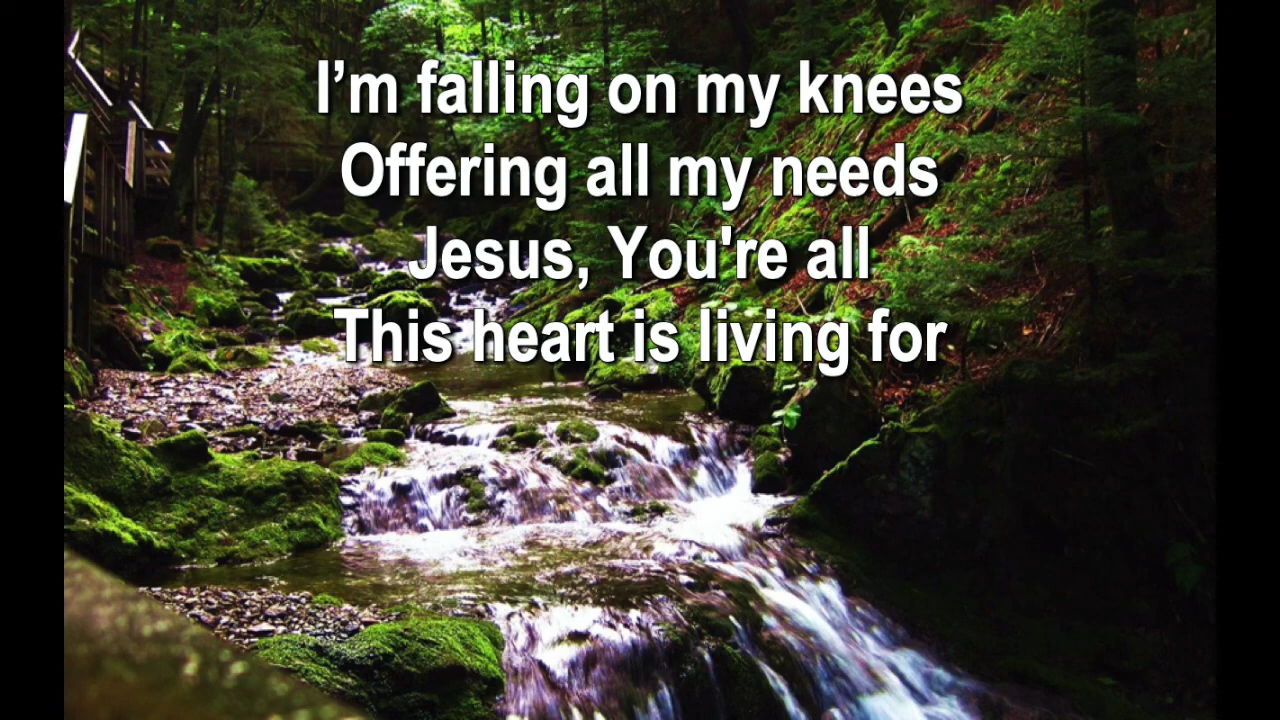 I’m falling on my knees
Offering all my needs
Jesus, You're all
This heart is living for